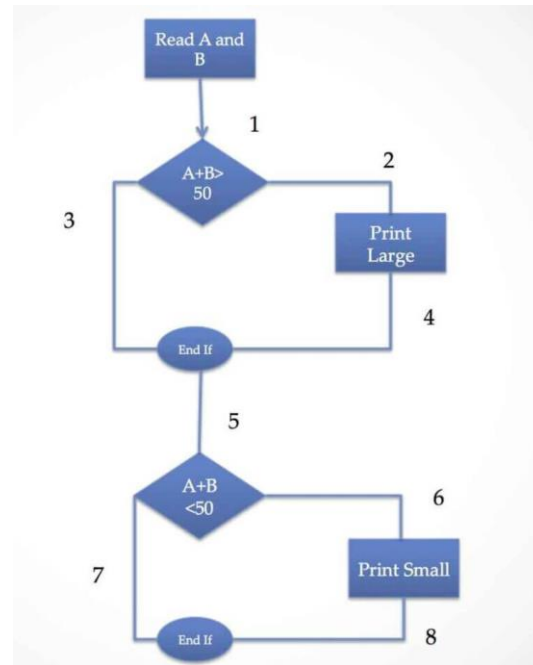 Read A and
B
1
A+B>
50
2
3
Print
Large
4
End If
5
A+B
<50
6
Print Small
7
End If
8